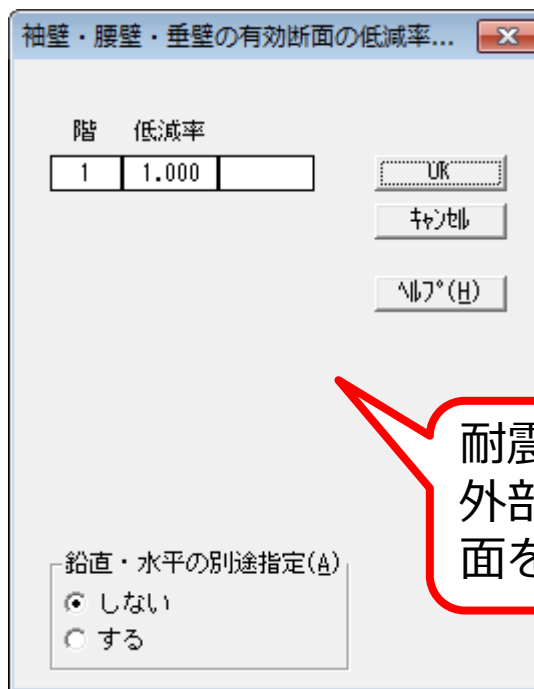 袖壁・腰壁・垂壁の有効断面の低減率...
階 低減率
1 1.000
OK
ｷｬﾝｾﾙ
ﾍﾙﾌﾟ(H)
耐震
外部
面を
鉛直・水平の別途指定(A)
しない
する